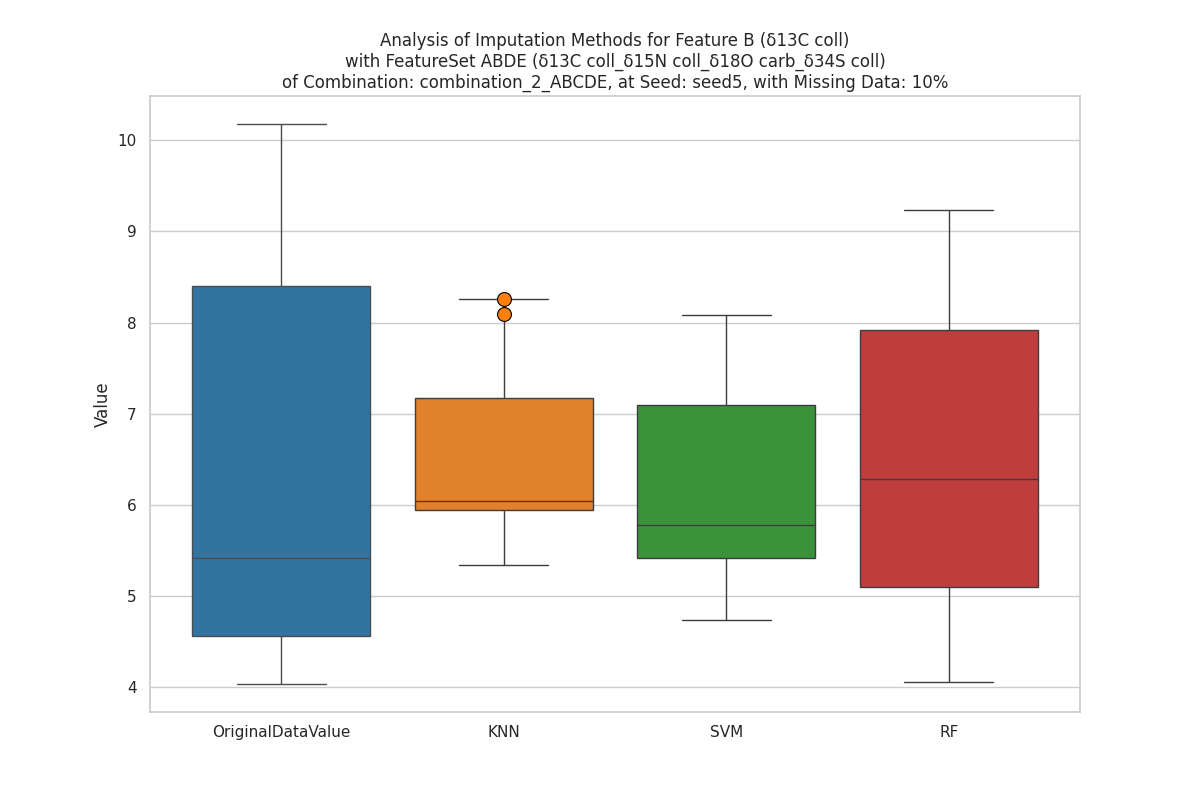 Analysis of Imputation Methods for Feature B (δ13C coll)
with FeatureSet ABDE (δ13C coll_δ15N coll_δ18O carb_δ34S coll)
of Combination: combination_2_ABCDE, at Seed: seed5, with Missing Data: 10%
10
9
8
7
6
5
4
Value
OriginalDataValue
KNN
SVM
RF